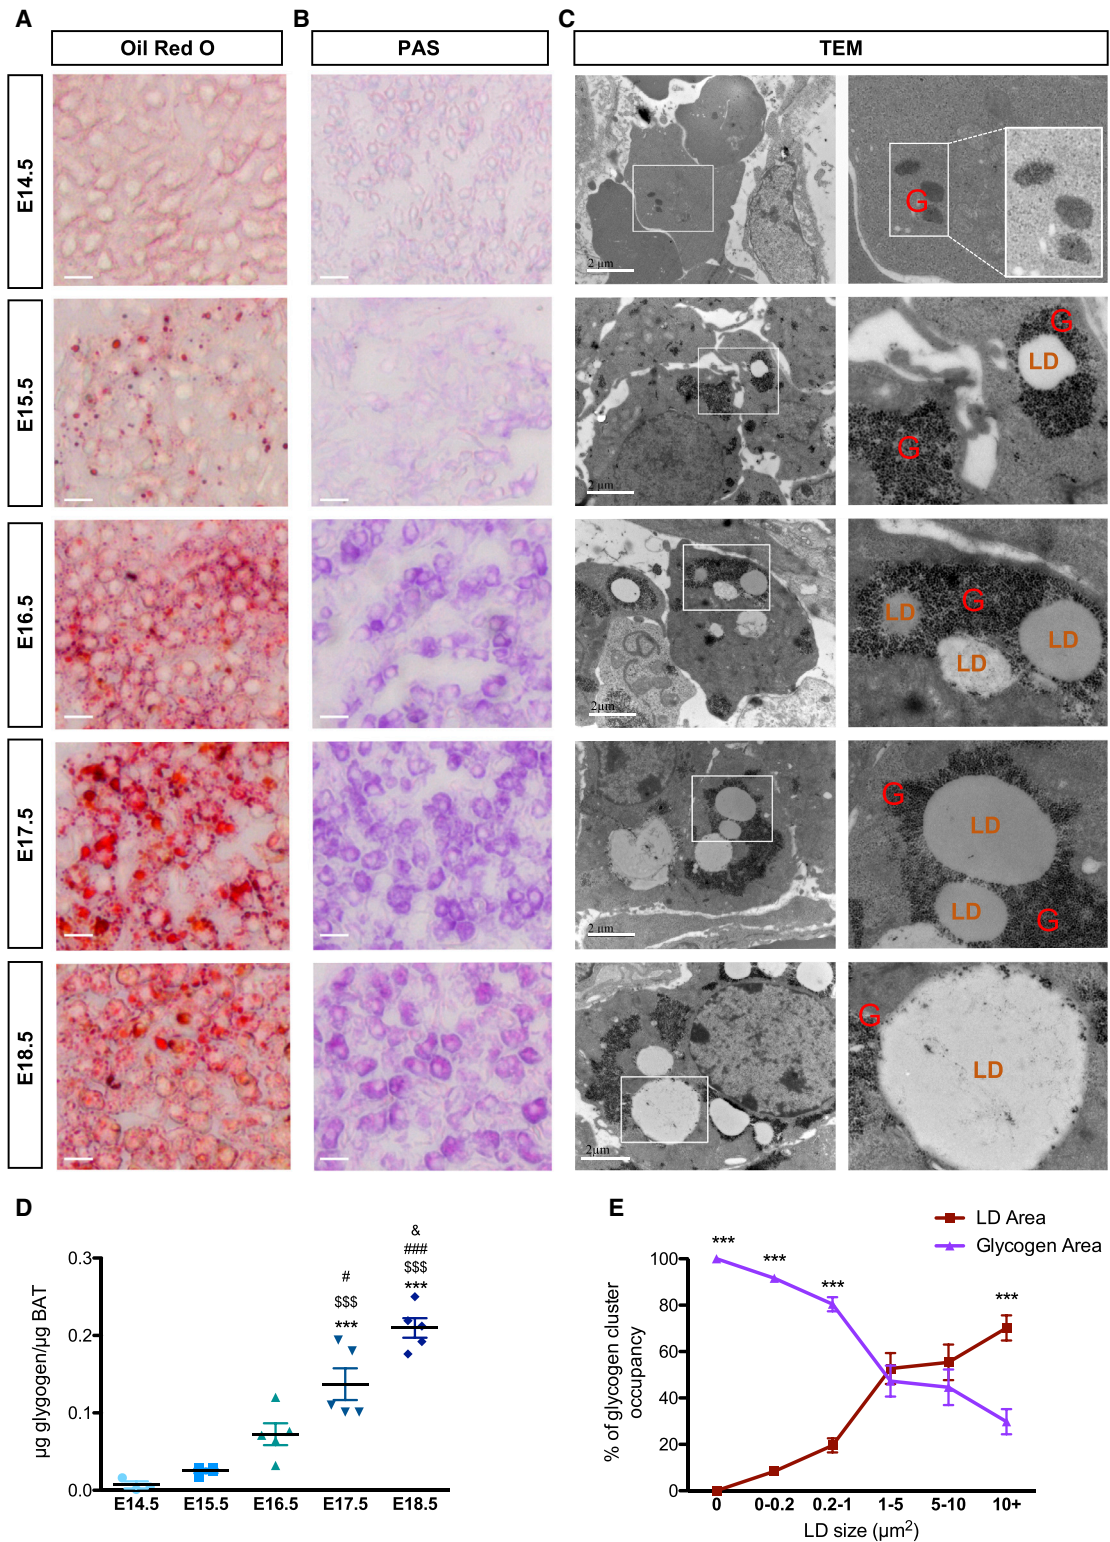 A
B
C
Oil Red O
PAS
TEM
E14.5
2 µm
G
E15.5
2 µm
G
LD
G
E16.5
2µm
LD
G
LD
LD
E17.5
2 µm
G
LD
LD
G
E18.5
2µm
G
LD
D
µg glygogen/µg BAT
0.3
0.2
0.1
0.0
#
$$$
***
&
###
$$$
***
E14.5
E15.5
E16.5
E17.5
E18.5
E
LD Area
Glycogen Area
% of glycogen cluster
occupancy
100
80
60
40
20
0
***
***
***
***
0
0-0.2
0.2-1
1-5
5-10
10+
LD size (µm²)